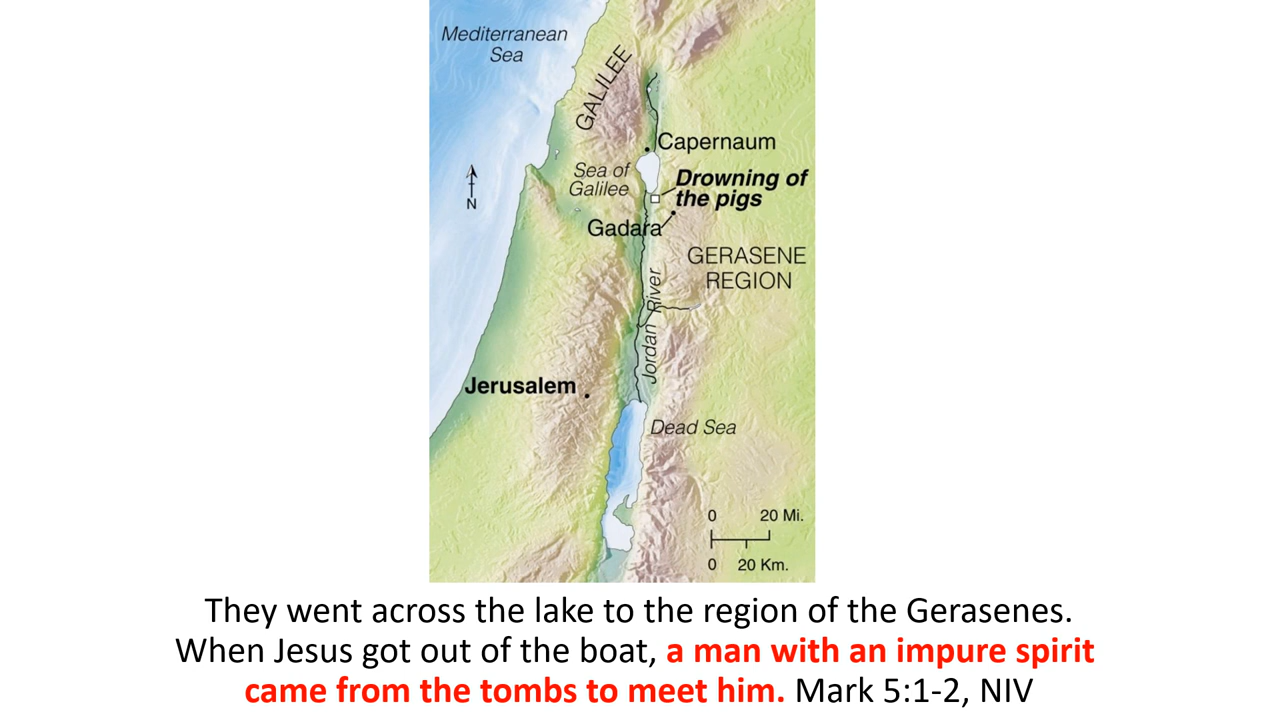 Mediterranean
Sea
GALILEE
Capernaum
Sea of
Galilee
Drowning of
the pigs
N
Gadara
GERASENE
REGION
Jordan River
Jerusalem
Dead Sea
0 20 Mi.
0 20 Km.
They went across the lake to the region of the Gerasenes.
When Jesus got out of the boat, a man with an impure spirit
came from the tombs to meet him. Mark 5:1-2, NIV